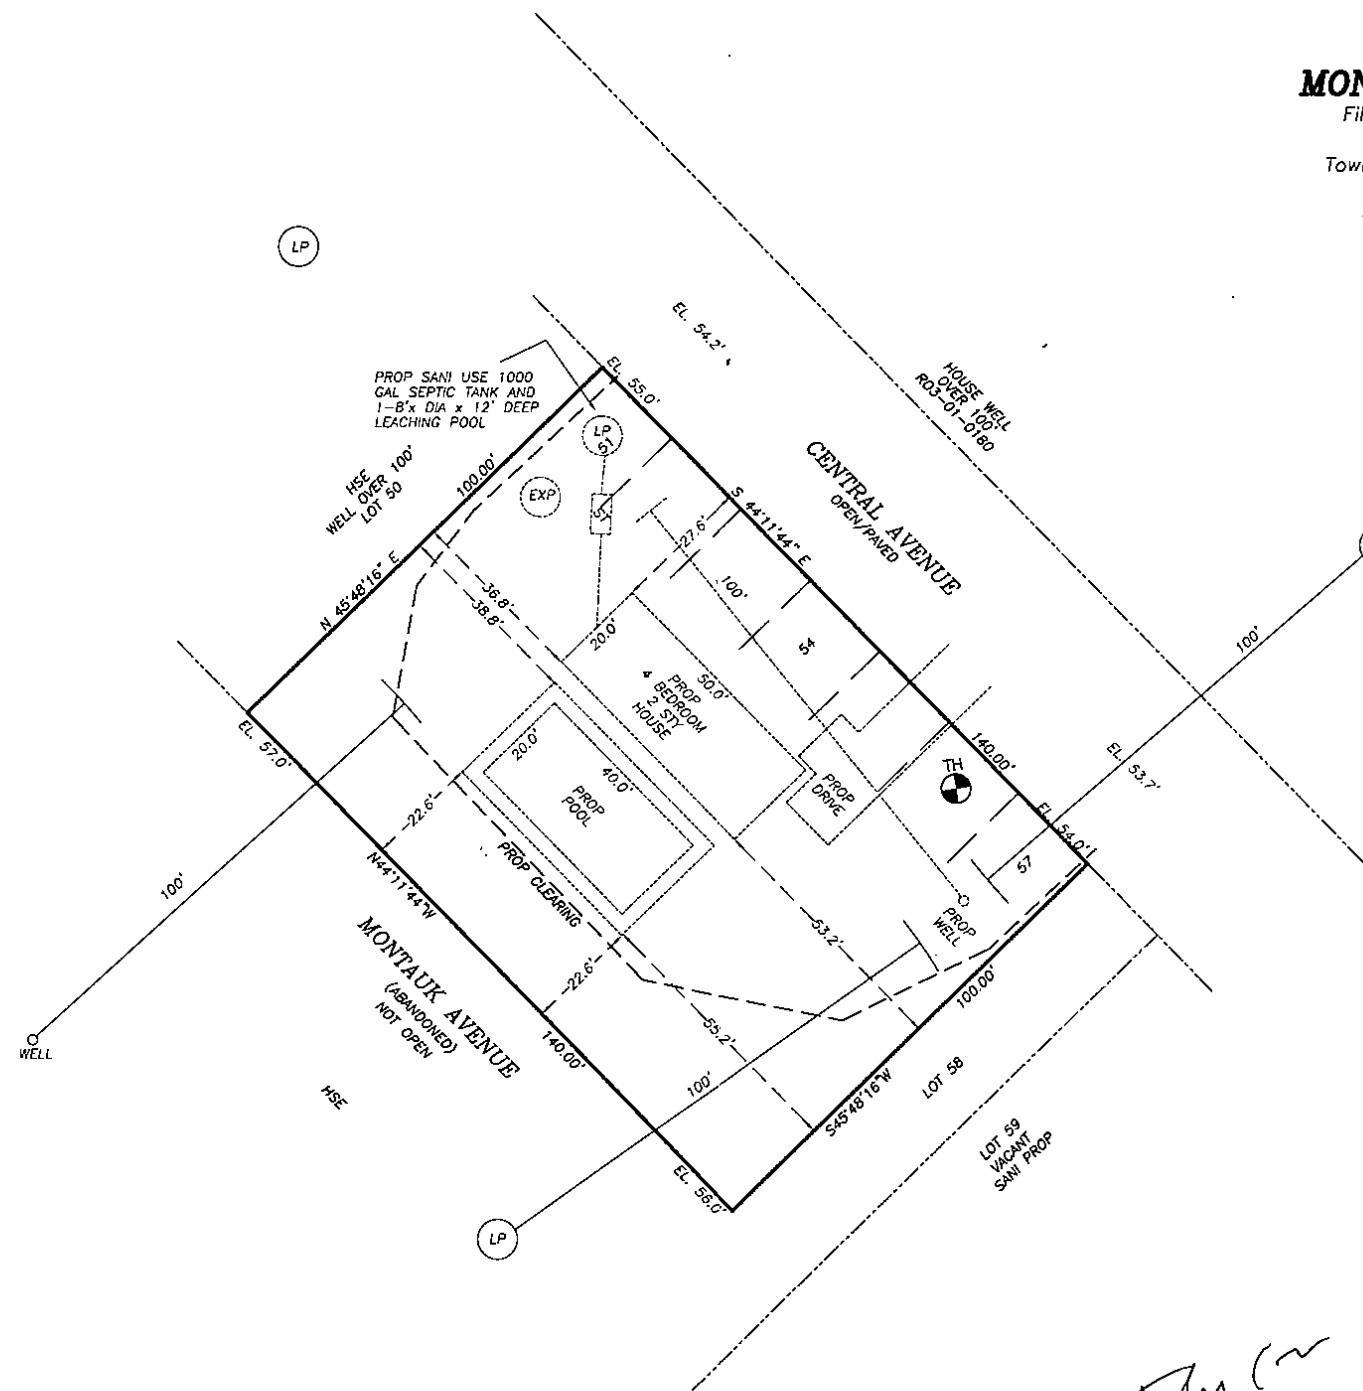 MON
Fil
Tow
LP
EL. 54.2'
EL. 55.0'
PROP SANI USE 1000
GAL SEPTIC TANK AND
1-8'x DIA x 12' DEEP
LEACHING POOL
HOUSE WELL
OVER 100'
R03-01-0180
LP
51
EXP
ST
HSE
WELL OVER 100'
LOT 50
100.00'
N 45°48'16" E
CENTRAL AVENUE
OPEN/PAVED
S 44°11'44" E
27.6'
100'
36.8'
38.8'
20.0'
54
PROP
4 BEDROOM
2 STY
HOUSE
50.0'
100'
EL. 57.0'
20.0'
40.0'
PROP
POOL
PROP
DRIVE
TH
140.00'
EL. 53.7'
EL. 54.0'
57
22.6'
PROP CLEARING
N44°11'44"W
100'
PROP
WELL
53.2'
MONTAUK AVENUE
(ABANDONED)
NOT OPEN
22.6'
100.00'
WELL
55.2'
140.00'
100'
HSE
S45°48'16"W
LOT 58
LOT 59
VACANT
SANI PROP
EL. 56.0'
LP